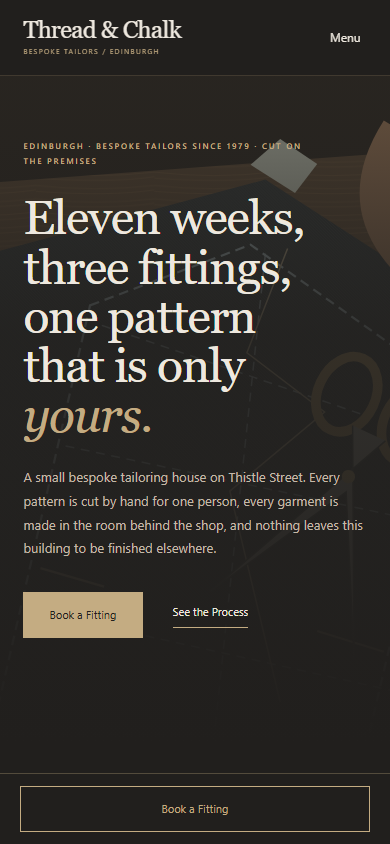 Thread & Chalk
BESPOKE TAILORS / EDINBURGH
Menu
EDINBURGH · BESPOKE TAILORS SINCE 1979 · CUT ON
THE PREMISES
Eleven weeks,
three fittings,
one pattern
that is only
yours.
A small bespoke tailoring house on Thistle Street. Every
pattern is cut by hand for one person, every garment is
made in the room behind the shop, and nothing leaves this
building to be finished elsewhere.
Book a Fitting
See the Process
Book a Fitting